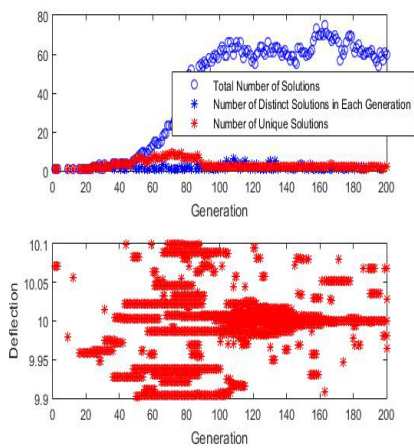 80
60
40
20
0
Total Number of Solutions
Number of Distinct Solutions in Each Generation
Number of Unique Solutions
0 20 40 60 80 100 120 140 160 180 200
Generation
10.1
10.05
10
9.95
9.9
Deflection
0 20 40 60 80 100 120 140 160 180 200
Generation